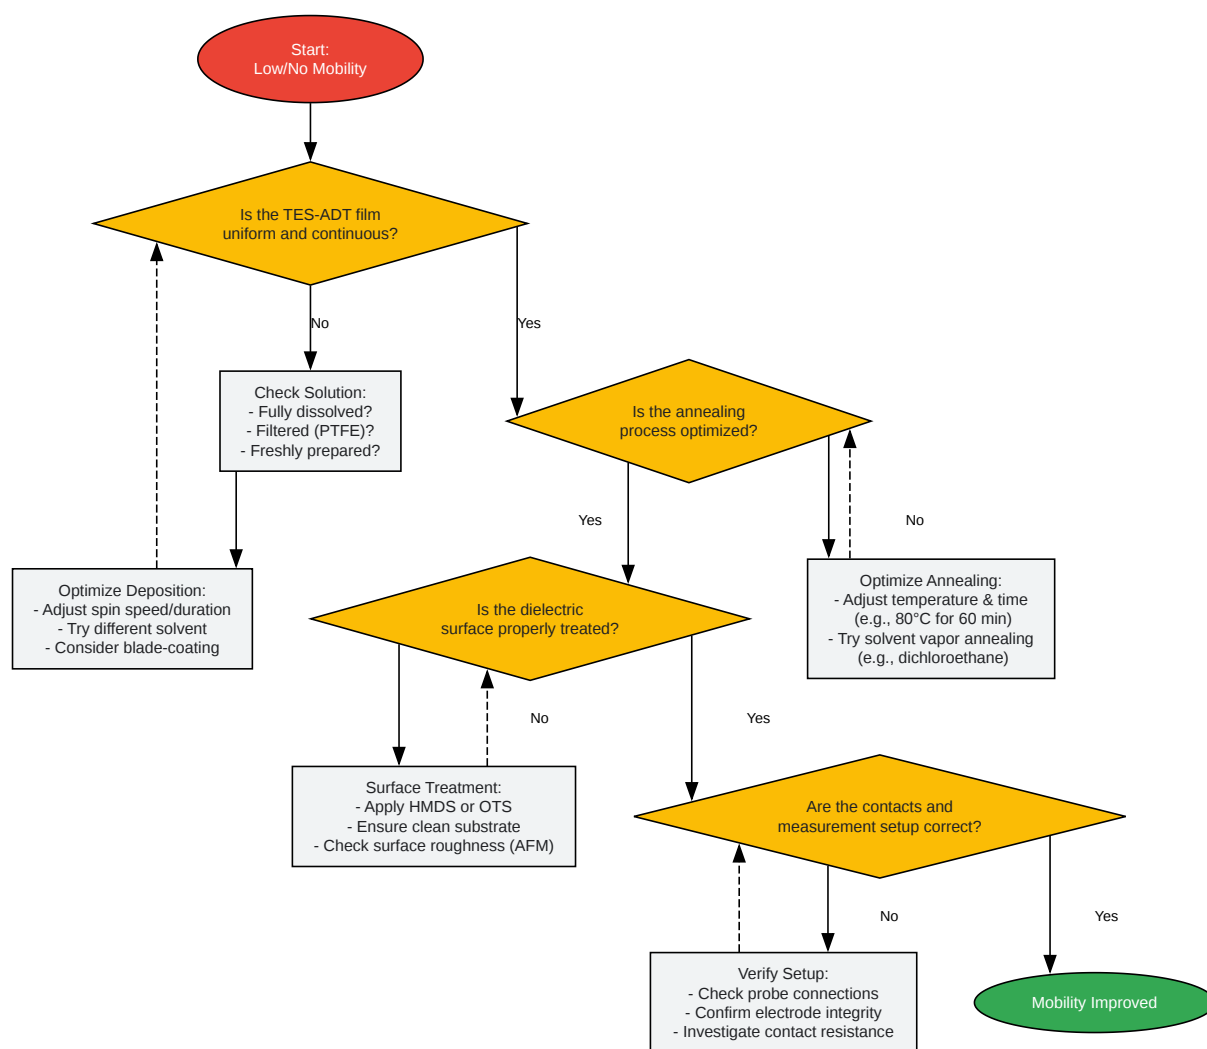 Start:
Low/No Mobility
Is the TES-ADT film
uniform and continuous?
No
Yes
Check Solution:
- Fully dissolved?
- Filtered (PTFE)?
- Freshly prepared?
Is the annealing
process optimized?
Yes
No
Optimize Deposition:
- Adjust spin speed/duration
- Try different solvent
- Consider blade-coating
Is the dielectric
surface properly treated?
Optimize Annealing:
- Adjust temperature & time
(e.g., 80°C for 60 min)
- Try solvent vapor annealing
(e.g., dichloroethane)
No
Yes
Surface Treatment:
- Apply HMDS or OTS
- Ensure clean substrate
- Check surface roughness (AFM)
Are the contacts and
measurement setup correct?
No
Yes
Verify Setup:
- Check probe connections
- Confirm electrode integrity
- Investigate contact resistance
Mobility Improved